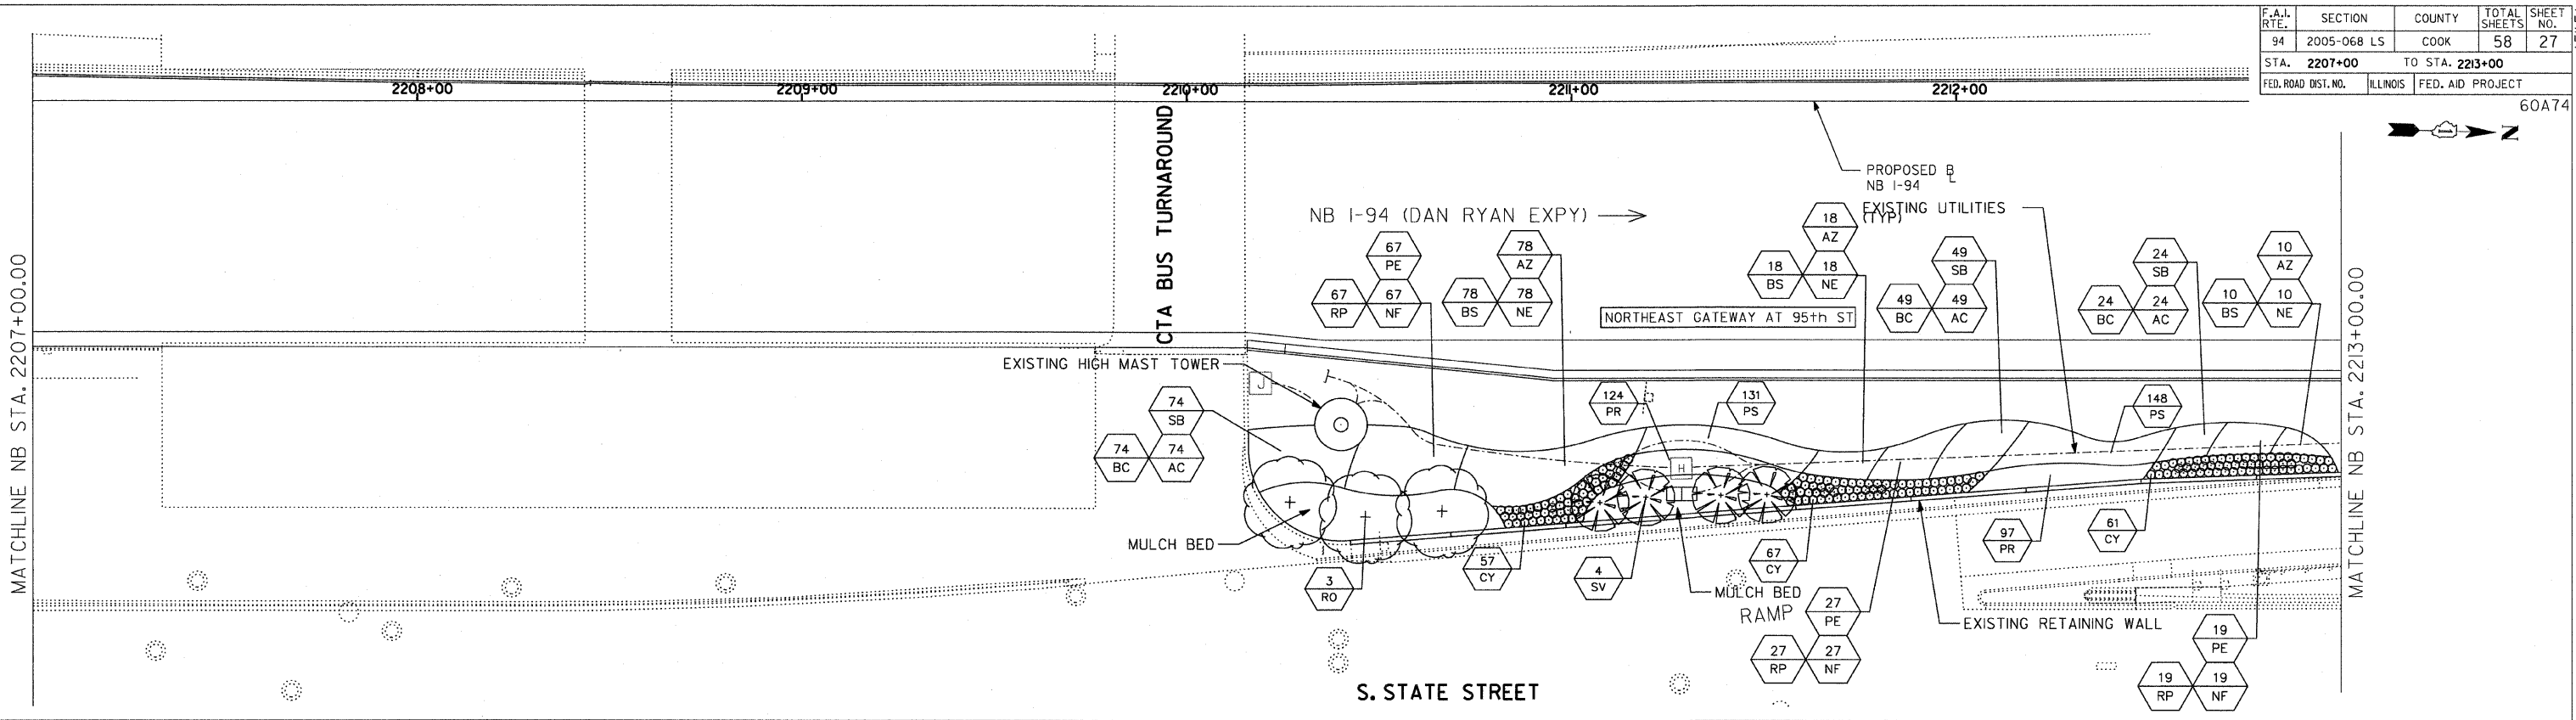 F.A.I. RTE. SECTION COUNTY TOTAL SHEETS SHEET NO.
94 2005-068 LS COOK 58 27
STA. 2207+00 TO STA. 2213+00
FED. ROAD DIST. NO. ILLINOIS FED. AID PROJECT
60A74
N
2208+00 2209+00 2210+00 2211+00 2212+00
MATCHLINE NB STA. 2207+00.00
CTA BUS TURNAROUND
PROPOSED BL
NB I-94
NB I-94 (DAN RYAN EXPY)
EXISTING UTILITIES
(TYP)
67 PE
67 RP
67 NF
78 AZ
78 BS
78 NE
18 AZ
18 BS
18 NE
49 SB
49 BC
49 AC
24 SB
24 BC
24 AC
10 AZ
10 BS
10 NE
NORTHEAST GATEWAY AT 95th ST
EXISTING HIGH MAST TOWER
J
74 SB
74 BC
74 AC
124 PR
131 PS
148 PS
H
MULCH BED
3 RO
57 CY
4 SV
67 CY
MULCH BED
RAMP
27 PE
27 RP
27 NF
97 PR
61 CY
EXISTING RETAINING WALL
19 PE
19 RP
19 NF
S. STATE STREET
MATCHLINE NB STA. 2213+00.00